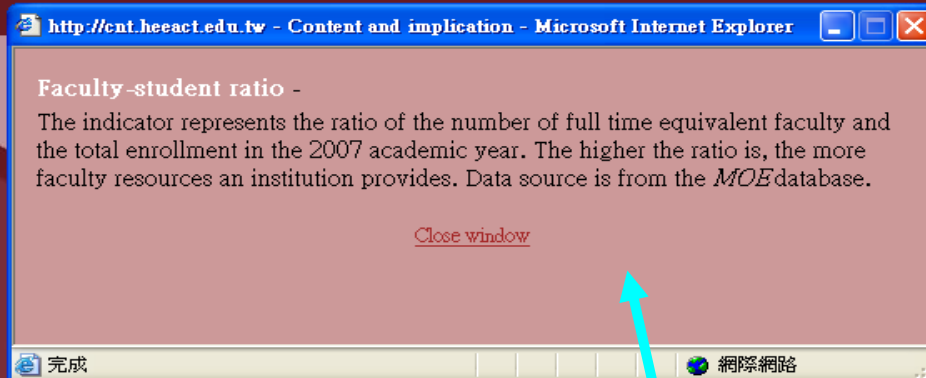 http://cnt.heeact.edu.tw - Content and implication - Microsoft Internet Explorer
Faculty-student ratio -
The indicator represents the ratio of the number of full time equivalent faculty and
the total enrollment in the 2007 academic year. The higher the ratio is, the more
faculty resources an institution provides. Data source is from the MOE database.
Close window
完成 網際網路